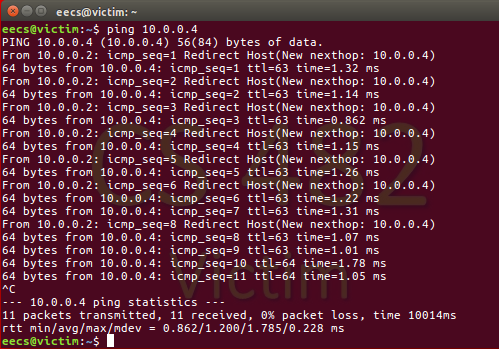 eecs@victim: ~
eecs@victim:~$ ping 10.0.0.4
PING 10.0.0.4 (10.0.0.4) 56(84) bytes of data.
From 10.0.0.2: icmp_seq=1 Redirect Host(New nexthop: 10.0.0.4)
64 bytes from 10.0.0.4: icmp_seq=1 ttl=63 time=1.32 ms
From 10.0.0.2: icmp_seq=2 Redirect Host(New nexthop: 10.0.0.4)
64 bytes from 10.0.0.4: icmp_seq=2 ttl=63 time=1.14 ms
From 10.0.0.2: icmp_seq=3 Redirect Host(New nexthop: 10.0.0.4)
64 bytes from 10.0.0.4: icmp_seq=3 ttl=63 time=0.862 ms
From 10.0.0.2: icmp_seq=4 Redirect Host(New nexthop: 10.0.0.4)
64 bytes from 10.0.0.4: icmp_seq=4 ttl=63 time=1.15 ms
From 10.0.0.2: icmp_seq=5 Redirect Host(New nexthop: 10.0.0.4)
64 bytes from 10.0.0.4: icmp_seq=5 ttl=63 time=1.26 ms
From 10.0.0.2: icmp_seq=6 Redirect Host(New nexthop: 10.0.0.4)
64 bytes from 10.0.0.4: icmp_seq=6 ttl=63 time=1.22 ms
64 bytes from 10.0.0.4: icmp_seq=7 ttl=63 time=1.31 ms
From 10.0.0.2: icmp_seq=8 Redirect Host(New nexthop: 10.0.0.4)
64 bytes from 10.0.0.4: icmp_seq=8 ttl=63 time=1.07 ms
64 bytes from 10.0.0.4: icmp_seq=9 ttl=63 time=1.01 ms
64 bytes from 10.0.0.4: icmp_seq=10 ttl=64 time=1.78 ms
64 bytes from 10.0.0.4: icmp_seq=11 ttl=64 time=1.05 ms
^C
--- 10.0.0.4 ping statistics ---
11 packets transmitted, 11 received, 0% packet loss, time 10014ms
rtt min/avg/max/mdev = 0.862/1.200/1.785/0.228 ms
eecs@victim:~$
Victim